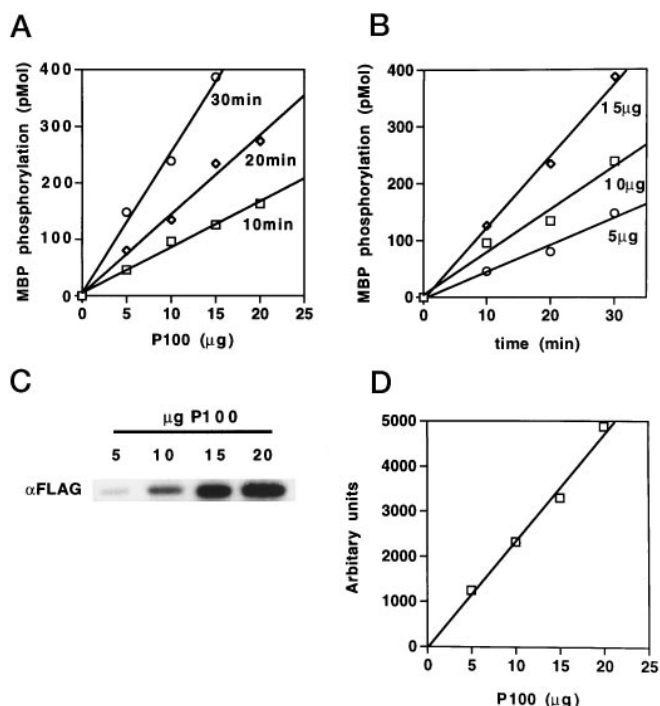 A
MBP phosphorylation (pMol)
400
300
200
100
0
30min
20min
10min
0 5 10 15 20 25
P100 (µg)
B
MBP phosphorylation (pMol)
400
300
200
100
0
15µg
10µg
5µg
0 10 20 30
time (min)
C
µg P100
5 10 15 20
αFLAG
D
Arbitary units
5000
4000
3000
2000
1000
0
0 5 10 15 20 25
P100 (µg)